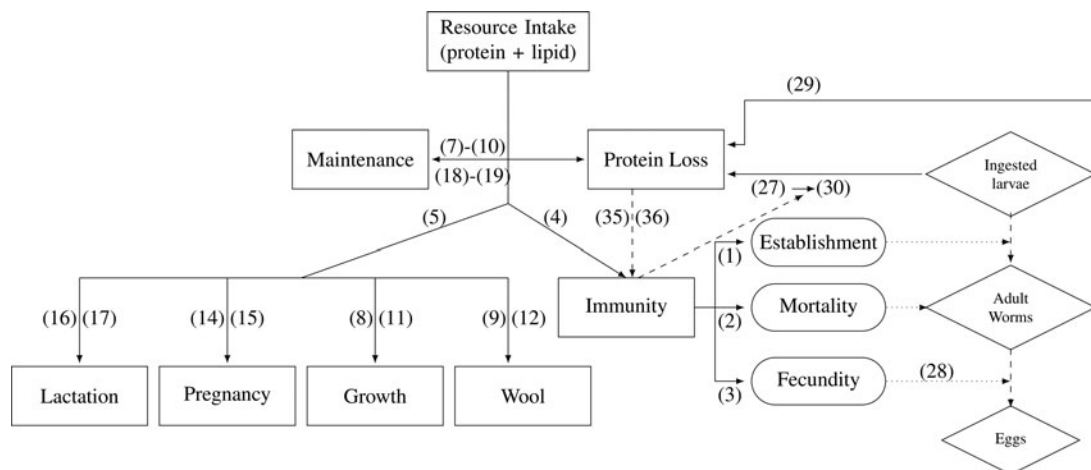 Resource Intake
(protein + lipid)
(29)
Maintenance
(7)-(10)
(18)-(19)
Protein Loss
Ingested
larvae
(27)
(30)
(5)
(4)
(35)
(36)
Establishment
(1)
Immunity
Mortality
(2)
Adult
Worms
(16)
(17)
(14)
(15)
(8)
(11)
(9)
(12)
Fecundity
(3)
(28)
Lactation
Pregnancy
Growth
Wool
Eggs